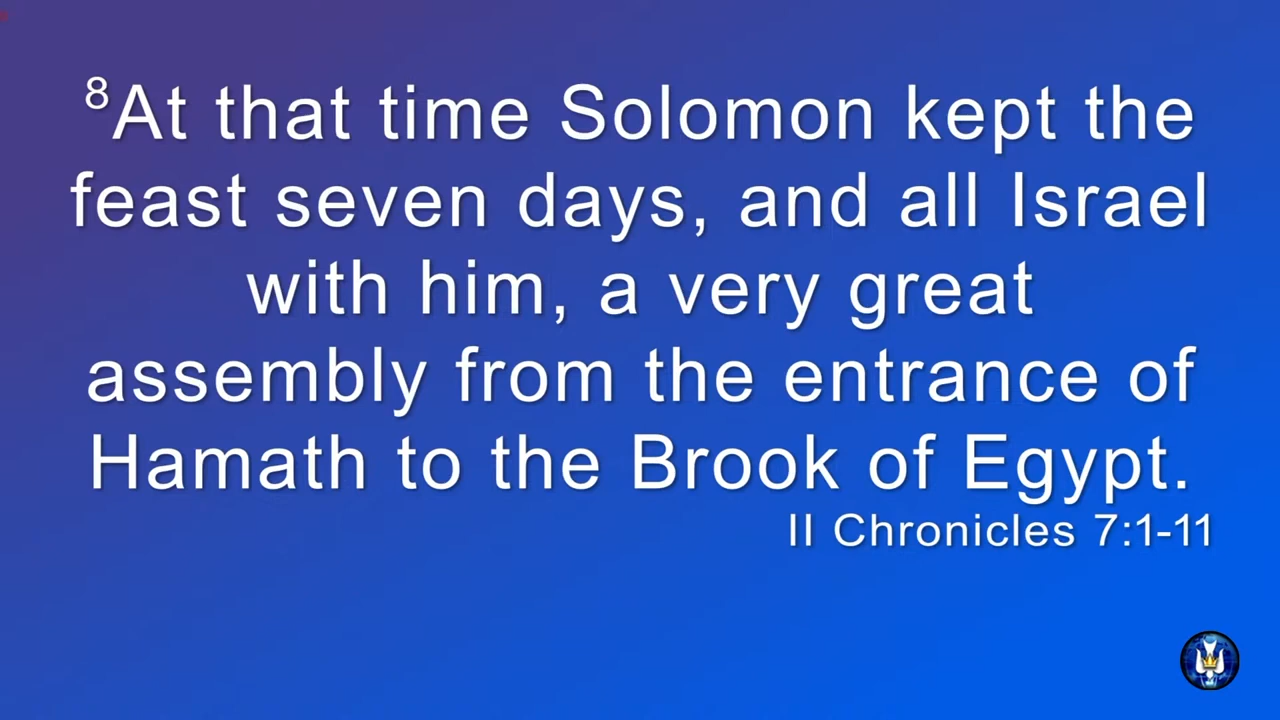 ⁸At that time Solomon kept the
feast seven days, and all Israel
with him, a very great
assembly from the entrance of
Hamath to the Brook of Egypt.
II Chronicles 7:1-11